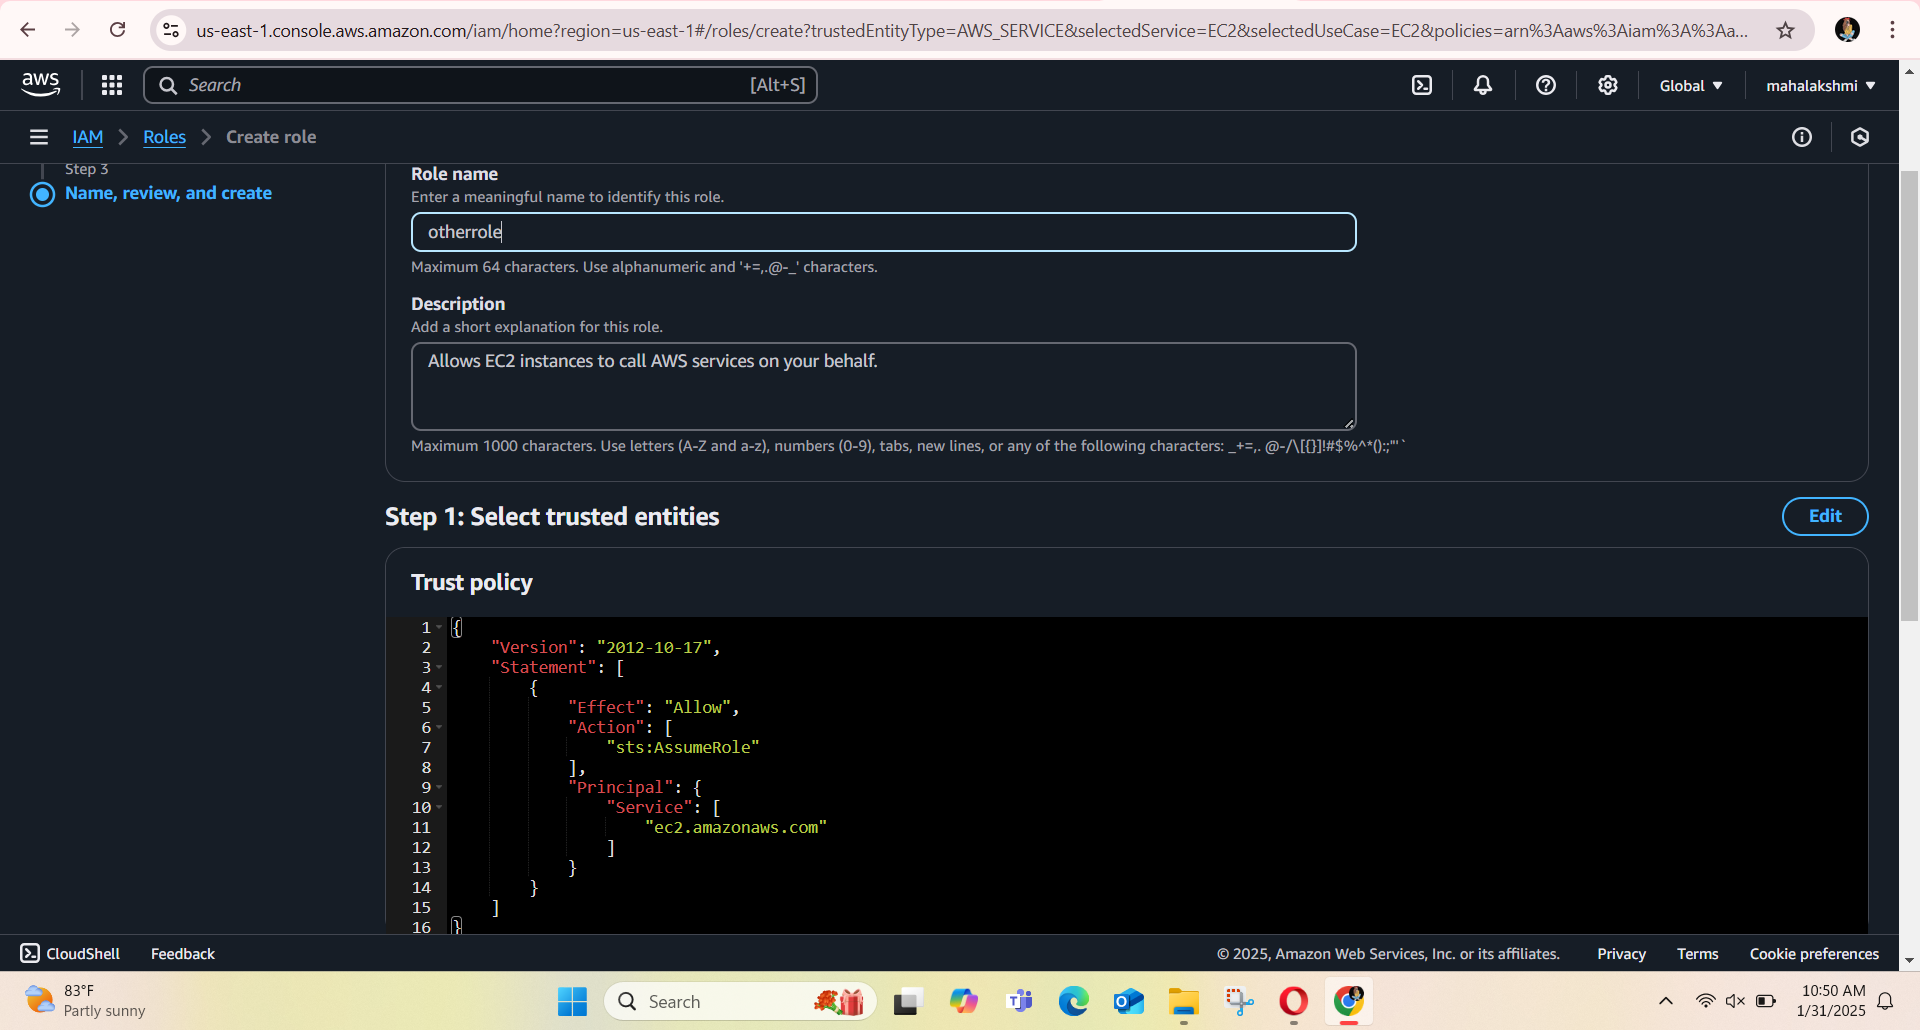 us-east-1.console.aws.amazon.com/iam/home?region=us-east-1#/roles/create?trustedEntityType=AWS_SERVICE&selectedService=EC2&selectedUseCase=EC2&policies=arn%3Aaws%3Aiam%3A%3Aa...
aws
Search [Alt+S]
Global
mahalakshmi
IAM
Roles
Create role
Step 3
Name, review, and create
Role name
Enter a meaningful name to identify this role.
otherrole
Maximum 64 characters. Use alphanumeric and '+=,.@-_' characters.
Description
Add a short explanation for this role.
Allows EC2 instances to call AWS services on your behalf.
Maximum 1000 characters. Use letters (A-Z and a-z), numbers (0-9), tabs, new lines, or any of the following characters: _+=,. @-/\[{}]!#$%^*();:"'`
Step 1: Select trusted entities
Edit
Trust policy
1 {
2 "Version": "2012-10-17",
3 "Statement": [
4 {
5 "Effect": "Allow",
6 "Action": [
7 "sts:AssumeRole"
8 ],
9 "Principal": {
10 "Service": [
11 "ec2.amazonaws.com"
12 ]
13 }
14 }
15 ]
16 }
CloudShell
Feedback
© 2025, Amazon Web Services, Inc. or its affiliates.
Privacy
Terms
Cookie preferences
83°F
Partly sunny
Search
10:50 AM
1/31/2025